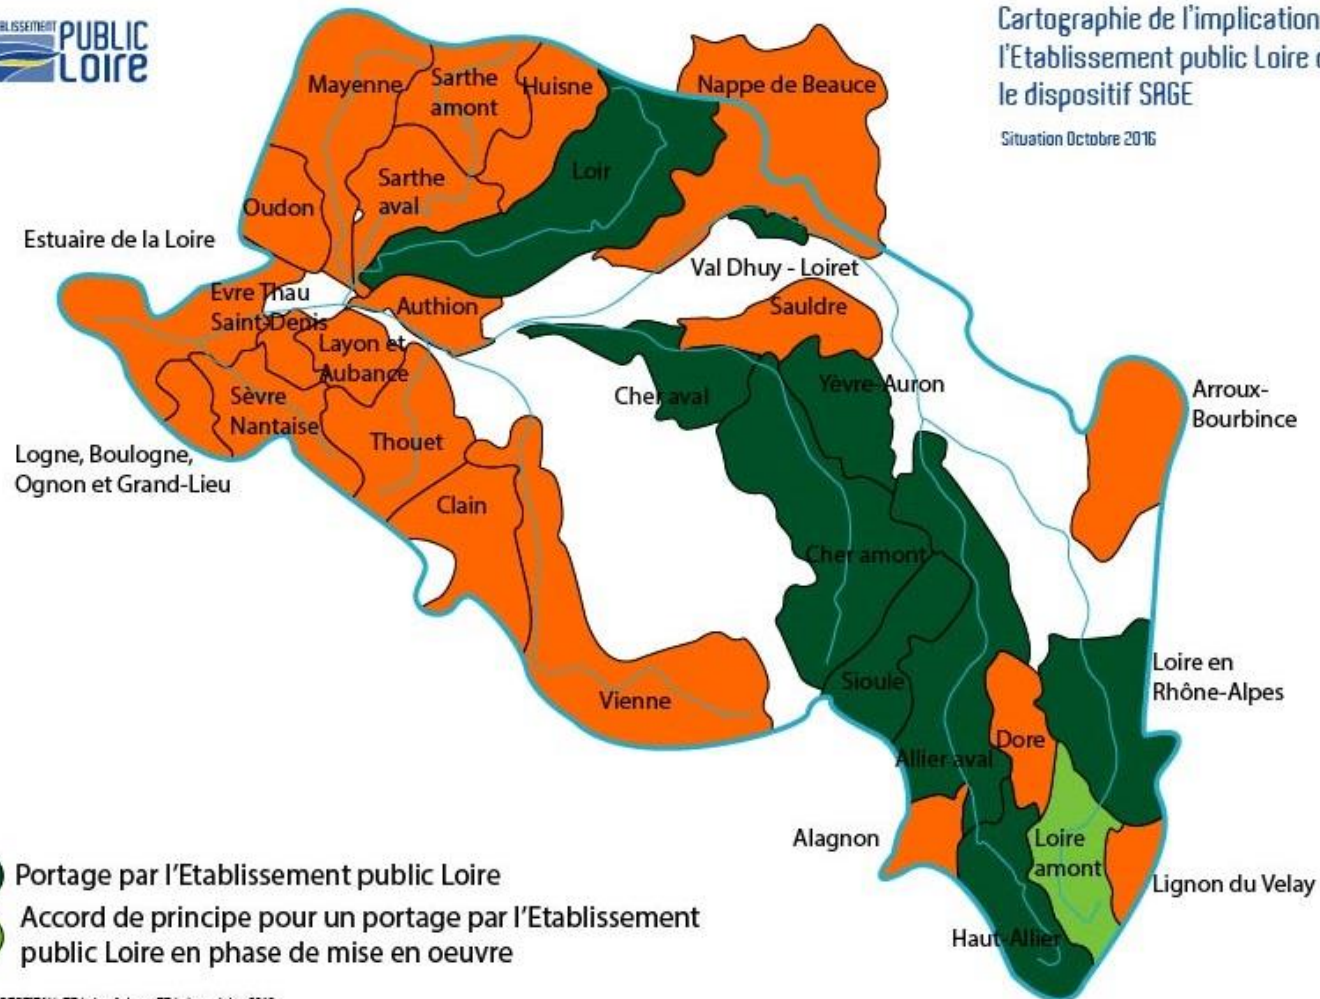 PUBLIC
LOIRE
Cartographie de l'implication
l'Etablissement public Loire
le dispositif SAGE
Situation Octobre 2016
Mayenne
Sarthe
amont
Huisne
Nappe de Beauce
Loir
Sarthe
aval
Oudon
Estuaire de la Loire
Val Dhuy - Loiret
Evre Thau
Saint-Denis
Authion
Sauldre
Layon et
Aubance
Cher aval
Yèvre-Auron
Arroux-
Bourbince
Sèvre
Nantaise
Thouet
Logne, Boulogne,
Ognon et Grand-Lieu
Clain
Cher amont
Loire en
Rhône-Alpes
Sioule
Vienne
Dore
Allier aval
Alagnon
Loire
amont
Lignon du Velay
Haut-Allier
Portage par l'Etablissement public Loire
Accord de principe pour un portage par l'Etablissement
public Loire en phase de mise en oeuvre